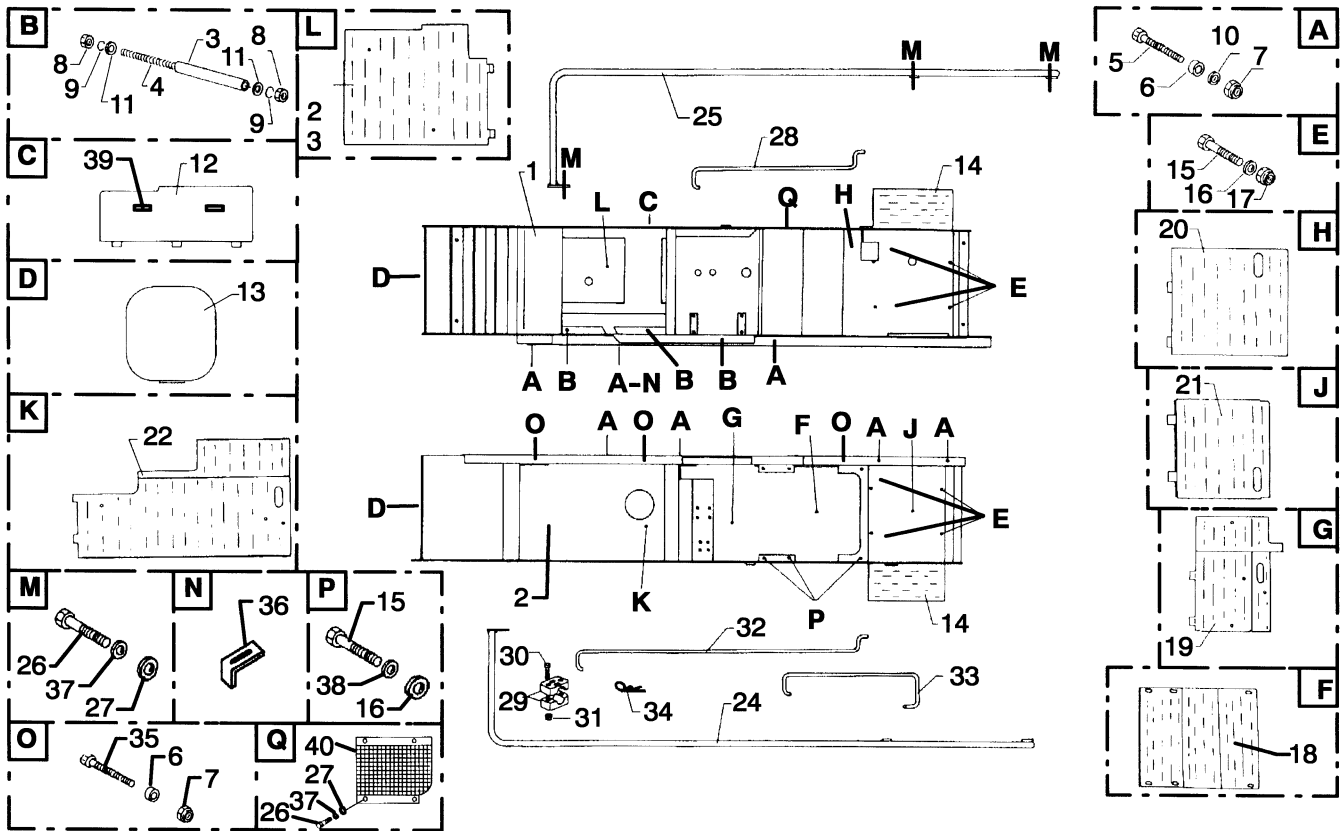 B
8
9
11
4
3
11
8
9
L
2
3
M
M
25
28
M
1
14
A
5
6
10
7
E
15
16
17
C
39
12
D
13
L
C
Q
H
D
E
A
B
A-N
B
B
A
H
20
J
21
K
22
O
A
O
A
G
F
O
A
J
A
D
E
2
K
P
14
G
19
F
18
M
26
37
27
N
36
P
15
38
16
32
30
29
31
34
33
24
O
35
6
7
Q
40
27
37
26